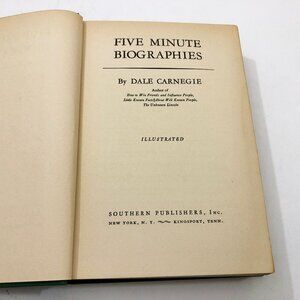 FIVE MINUTE
BIOGRAPHIES
By DALE CARNEGIE
Author of
How to Win Friends and Influence People,
Little Known Facts About Well Known People,
The Unknown Lincoln
ILLUSTRATED
SOUTHERN PUBLISHERS, Inc.
NEW YORK, N. Y. KINGSPORT, TENN.